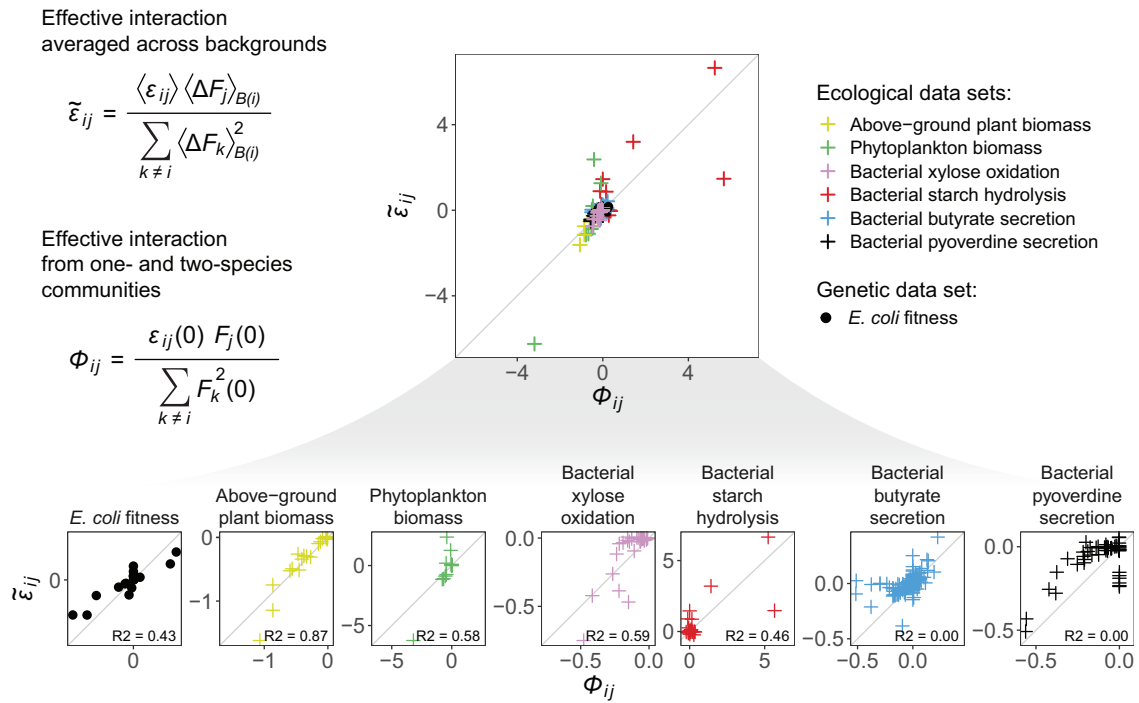 Effective interaction
averaged across backgrounds
ε̃ij = ⟨εij⟩ ⟨ΔFj⟩B(i) / ∑k ≠ i ⟨ΔFk⟩²B(i)
Effective interaction
from one- and two-species
communities
Φij = εij(0) Fj(0) / ∑k ≠ i Fk²(0)
ε̃ij
4
0
−4
−4 0 4
Φij
Ecological data sets:
Above−ground plant biomass
Phytoplankton biomass
Bacterial xylose oxidation
Bacterial starch hydrolysis
Bacterial butyrate secretion
Bacterial pyoverdine secretion
Genetic data set:
E. coli fitness
ε̃ij
E. coli fitness
0
R2 = 0.43
0
Above−ground
plant biomass
0
−1
R2 = 0.87
−1 0
Phytoplankton
biomass
0
−5
R2 = 0.58
−5 0
Bacterial
xylose
oxidation
0.0
−0.5
R2 = 0.59
−0.5 0.0
Bacterial
starch
hydrolysis
5
0
R2 = 0.46
0 5
Bacterial
butyrate
secretion
0.0
−0.5
R2 = 0.00
−0.5 0.0
Bacterial
pyoverdine
secretion
0.0
−0.5
R2 = 0.00
−0.5 0.0
Φij